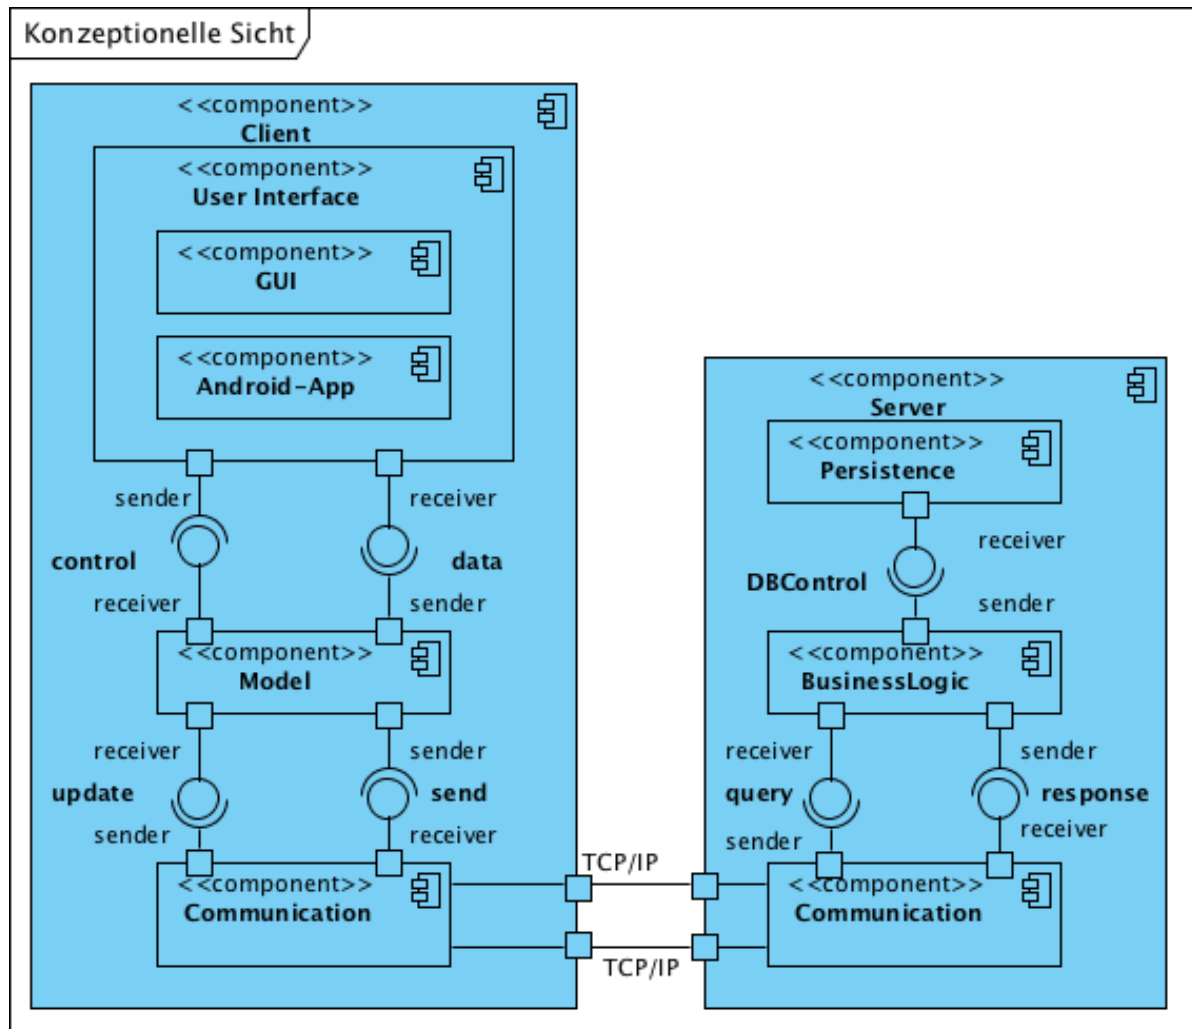 Konzeptionelle Sicht
<<component>>
Client
<<component>>
User Interface
<<component>>
GUI
<<component>>
Android-App
sender
receiver
control
data
receiver
sender
<<component>>
Model
receiver
sender
update
send
sender
receiver
<<component>>
Communication
TCP/IP
TCP/IP
<<component>>
Server
<<component>>
Persistence
receiver
DBControl
sender
<<component>>
BusinessLogic
receiver
sender
query
response
sender
receiver
<<component>>
Communication